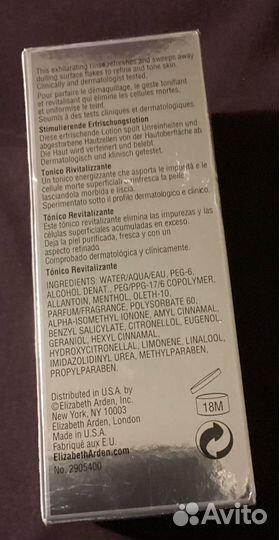 This exhilarating rinse refreshes and sweeps away
dulling surface flakes to refine and tone skin.
Clinically and dermatologist tested.
Pour parfaire le démaquillage, le geste tonifiant
et revitalisant qui élimine les cellules mortes,
et uniformise le teint.
Soumis à des tests cliniques et dermatologiques.
Stimulierende Erfrischungslotion
Diese erfrischende Lotion spült Unreinheiten und
abgestorbene Hautzellen von der Hautoberfläche ab
Die Haut wird verfeinert und belebt.
Dermatologisch und klinisch getestet.
Tonico Rivitalizzante
Un tonico energizzante che asporta le impurità e le
cellule morte superficiali, rinfresca la pelle
lasciandola morbida e liscia.
Sperimentato sotto il profilo dermatologico e clinico.
Tónico Revitalizante
Este tónico revitalizante elimina las impurezas y las
células superficiales acumuladas en exceso.
Deja la piel purificada, fresca y con un
aspecto refinado.
Comprobado dermatológica y clínicamente.
Tónico Revitalizante
INGREDIENTS: WATER/AQUA/EAU, PEG-6,
ALCOHOL DENAT., PEG/PPG-17/6 COPOLYMER,
ALLANTOIN, MENTHOL, OLETH-10,
PARFUM/FRAGRANCE, POLYSORBATE 60,
ALPHA-ISOMETHYL IONONE, AMYL CINNAMAL,
BENZYL SALICYLATE, CITRONELLOL, EUGENOL,
GERANIOL, HEXYL CINNAMAL,
HYDROXYCITRONELLAL, LIMONENE, LINALOOL,
IMIDAZOLIDINYL UREA, METHYLPARABEN,
PROPYLPARABEN.
Distributed in U.S.A. by
©Elizabeth Arden, Inc.
New York, NY, 10003
Elizabeth Arden, London
Made in U.S.A.
Fabriqué aux E.U.
ElizabethArden.com
No. 2905400
18M
Avito